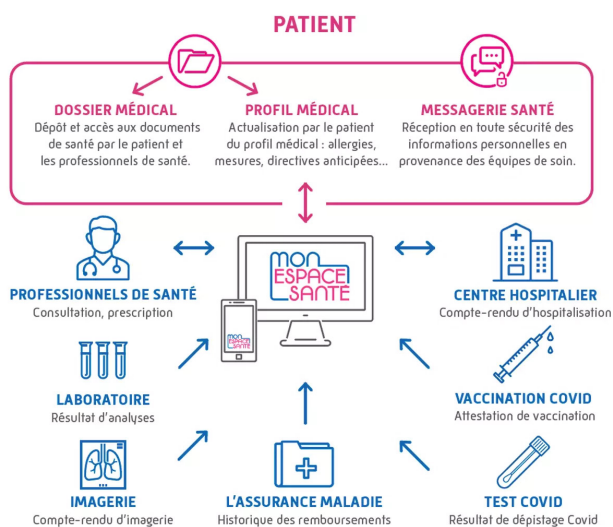 PATIENT
DOSSIER MÉDICAL
Dépôt et accès aux documents
de santé par le patient et
les professionnels de santé.
PROFIL MÉDICAL
Actualisation par le patient
du profil médical : allergies,
mesures, directives anticipées...
MESSAGERIE SANTÉ
Réception en toute sécurité des
informations personnelles en
provenance des équipes de soin.
PROFESSIONNELS DE SANTÉ
Consultation, prescription
MON
ESPACE
SANTÉ
MON
ESPACE
SANTÉ
CENTRE HOSPITALIER
Compte-rendu d'hospitalisation
LABORATOIRE
Résultat d'analyses
VACCINATION COVID
Attestation de vaccination
IMAGERIE
Compte-rendu d'imagerie
L'ASSURANCE MALADIE
Historique des remboursements
TEST COVID
Résultat de dépistage Covid